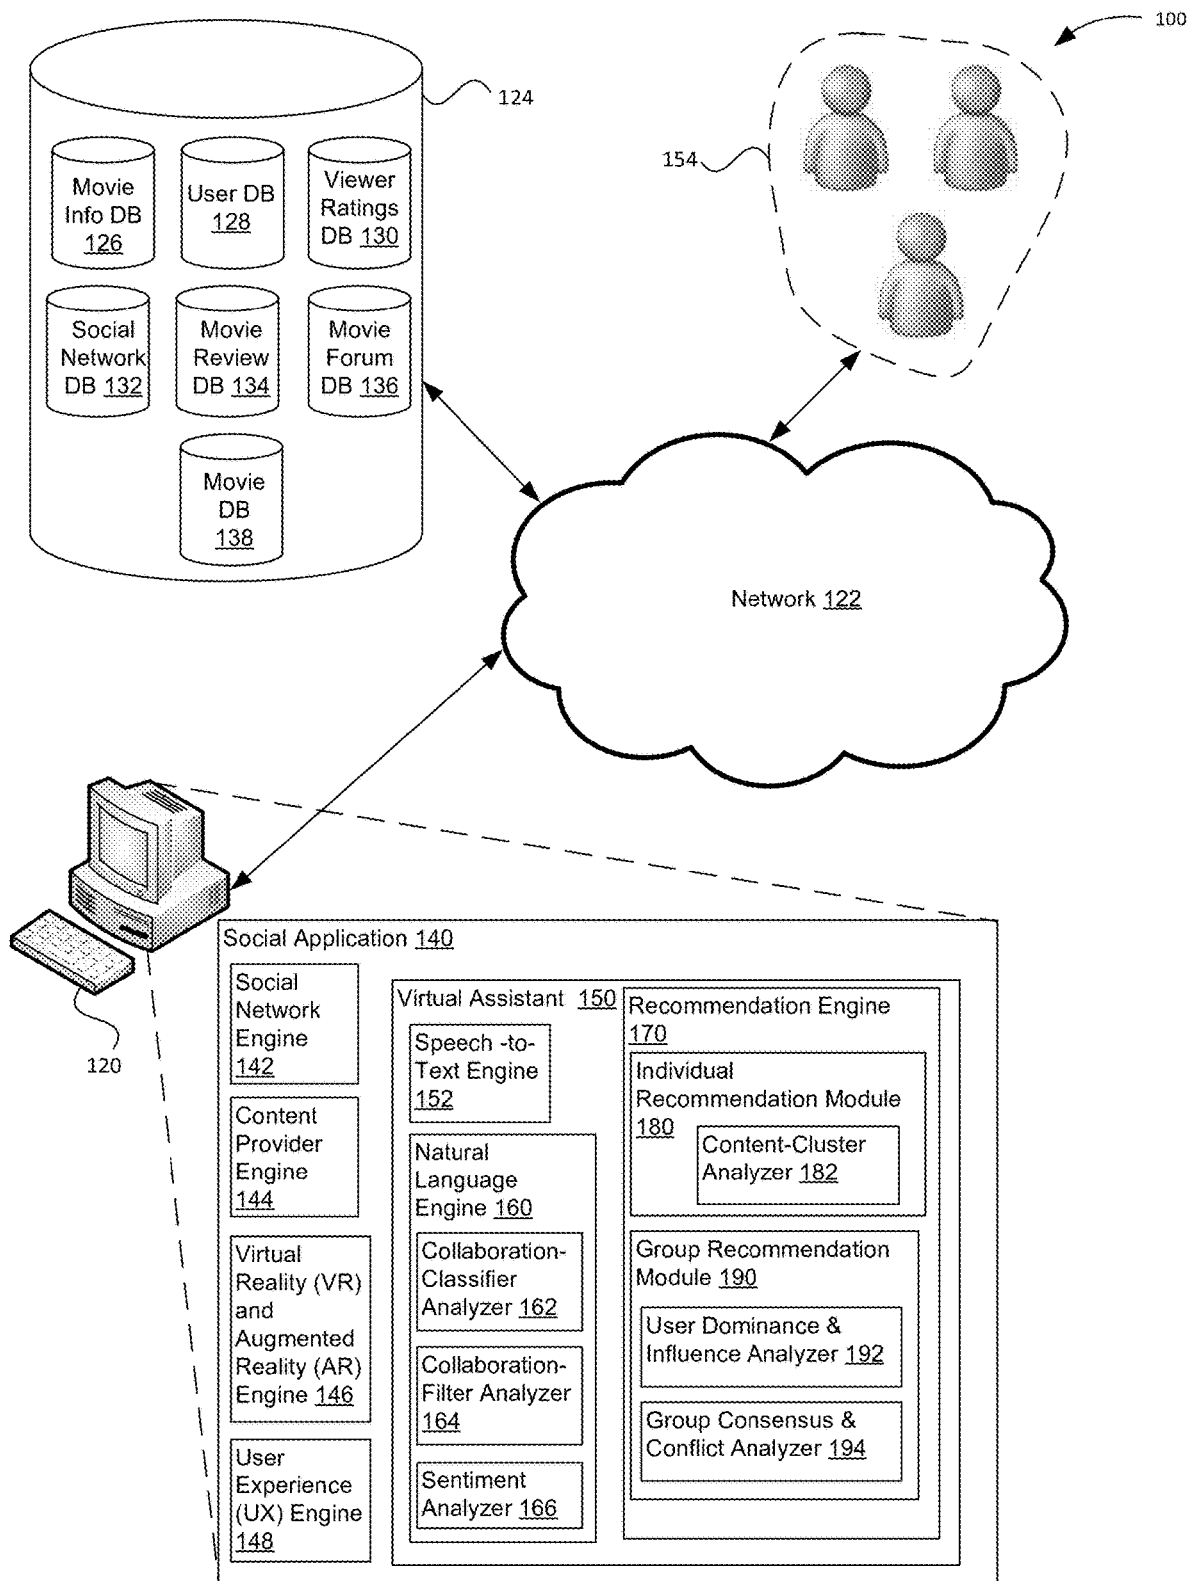 100
124
154
Movie
Info DB
126
User DB
128
Viewer
Ratings
DB 130
Social
Network
DB 132
Movie
Review
DB 134
Movie
Forum
DB 136
Movie
DB
138
Network 122
120
Social Application 140
Social
Network
Engine
142
Content
Provider
Engine
144
Virtual
Reality (VR)
and
Augmented
Reality (AR)
Engine 146
User
Experience
(UX) Engine
148
Virtual Assistant 150
Speech -to-
Text Engine
152
Natural
Language
Engine 160
Collaboration-
Classifier
Analyzer 162
Collaboration-
Filter Analyzer
164
Sentiment
Analyzer 166
Recommendation Engine
170
Individual
Recommendation Module
180
Content-Cluster
Analyzer 182
Group Recommendation
Module 190
User Dominance &
Influence Analyzer 192
Group Consensus &
Conflict Analyzer 194